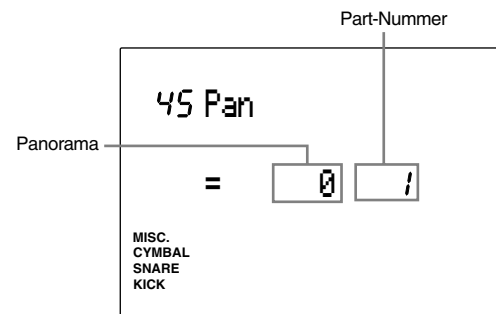 Part-Nummer
45 Pan
Panorama
= 0 1
MISC.
CYMBAL
SNARE
KICK